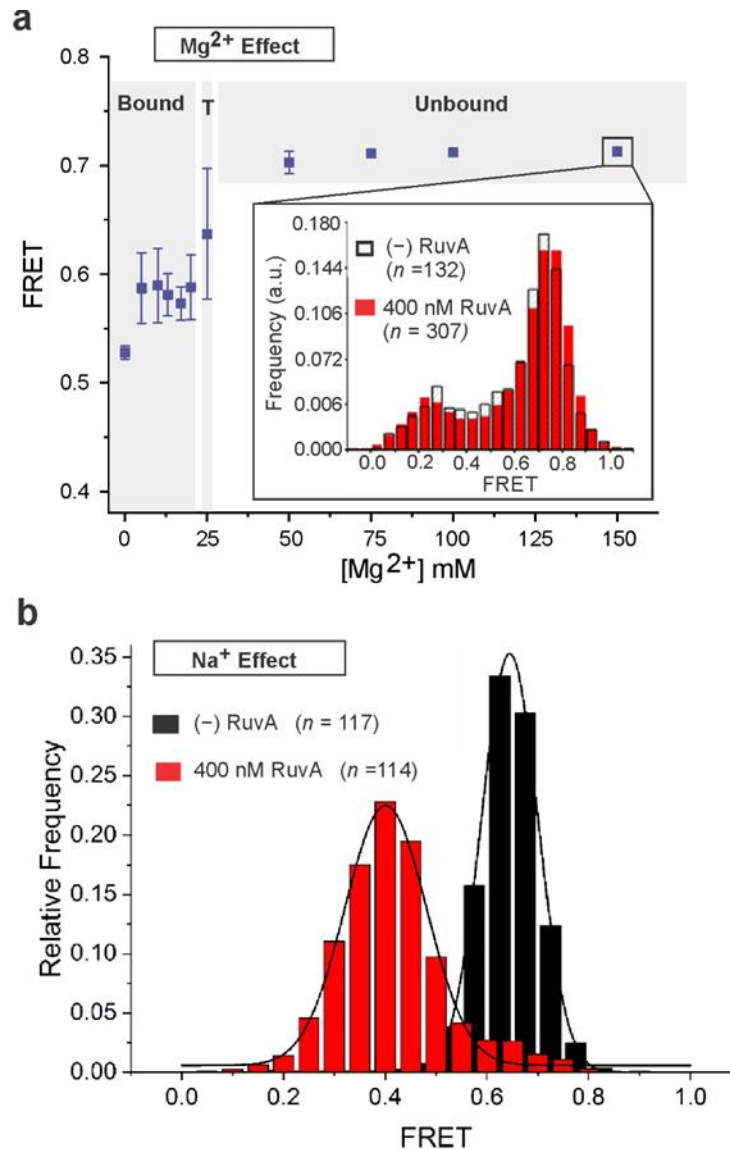 a
Mg²⁺ Effect
0.8
0.7
0.6
0.5
0.4
FRET
Bound
T
Unbound
0.180
0.144
0.106
0.072
0.006
0.000
Frequency (a.u.)
(−) RuvA
(n =132)
400 nM RuvA
(n = 307)
0.0 0.2 0.4 0.6 0.8 1.0
FRET
0 25 50 75 100 125 150
[Mg²⁺] mM
b
Na⁺ Effect
0.35
0.30
0.25
0.20
0.15
0.10
0.05
0.00
Relative Frequency
(−) RuvA (n = 117)
400 nM RuvA (n =114)
0.0 0.2 0.4 0.6 0.8 1.0
FRET